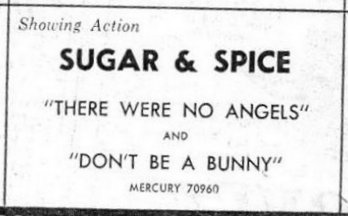 Showing Action
SUGAR & SPICE
"THERE WERE NO ANGELS"
AND
"DON'T BE A BUNNY"
MERCURY 70960